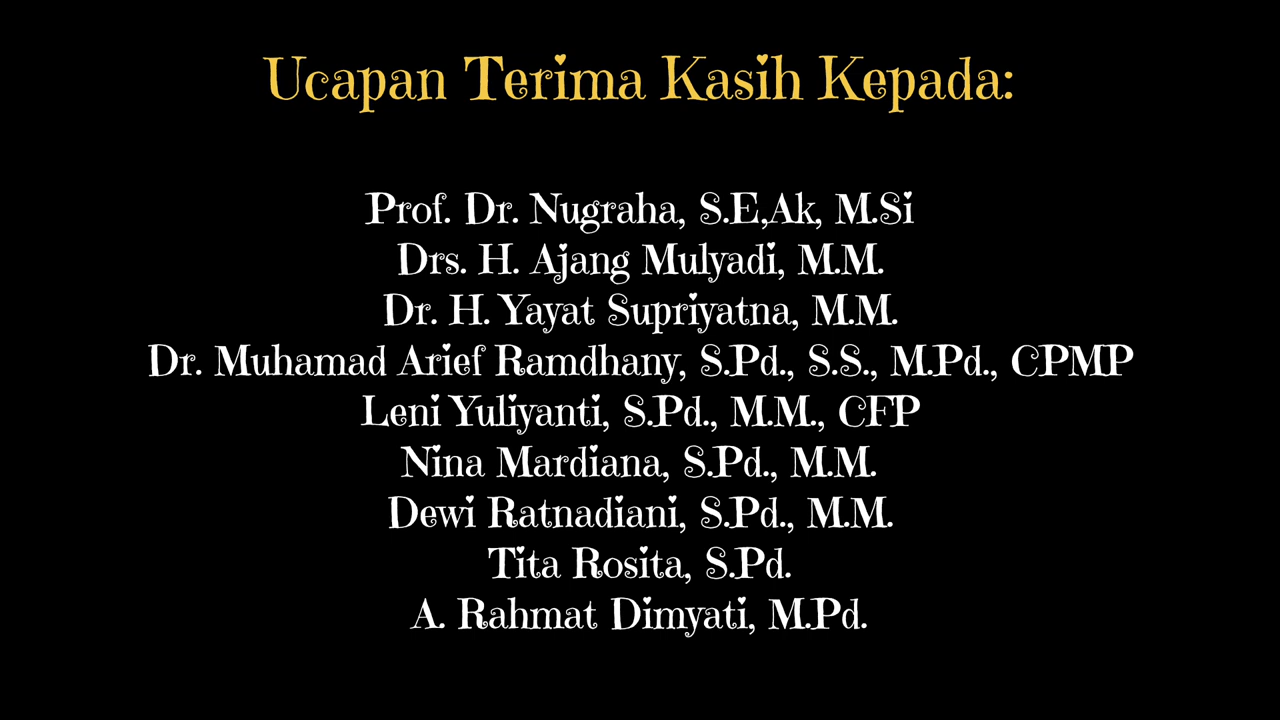 Ucapan Terima Kasih Kepada:
Prof. Dr. Nugraha, S.E,Ak, M.Si
Drs. H. Ajang Mulyadi, M.M.
Dr. H. Yayat Supriyatna, M.M.
Dr. Muhamad Arief Ramdhany, S.Pd., S.S., M.Pd., CPMP
Leni Yuliyanti, S.Pd., M.M., CFP
Nina Mardiana, S.Pd., M.M.
Dewi Ratnadiani, S.Pd., M.M.
Tita Rosita, S.Pd.
A. Rahmat Dimyati, M.Pd.